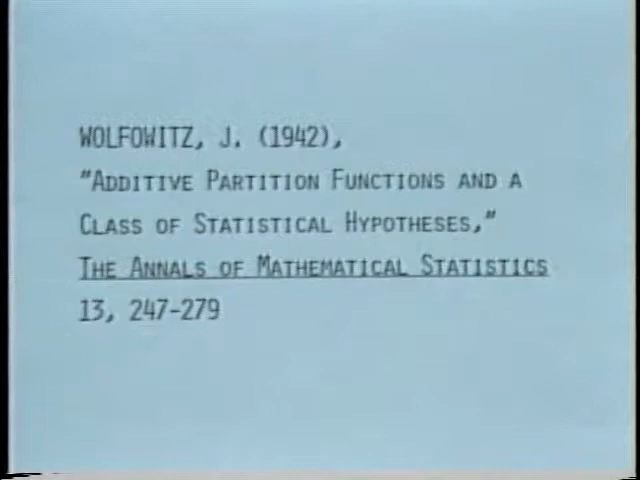 WOLFOWITZ, J. (1942),
"ADDITIVE PARTITION FUNCTIONS AND A
CLASS OF STATISTICAL HYPOTHESES,"
THE ANNALS OF MATHEMATICAL STATISTICS
13, 247-279